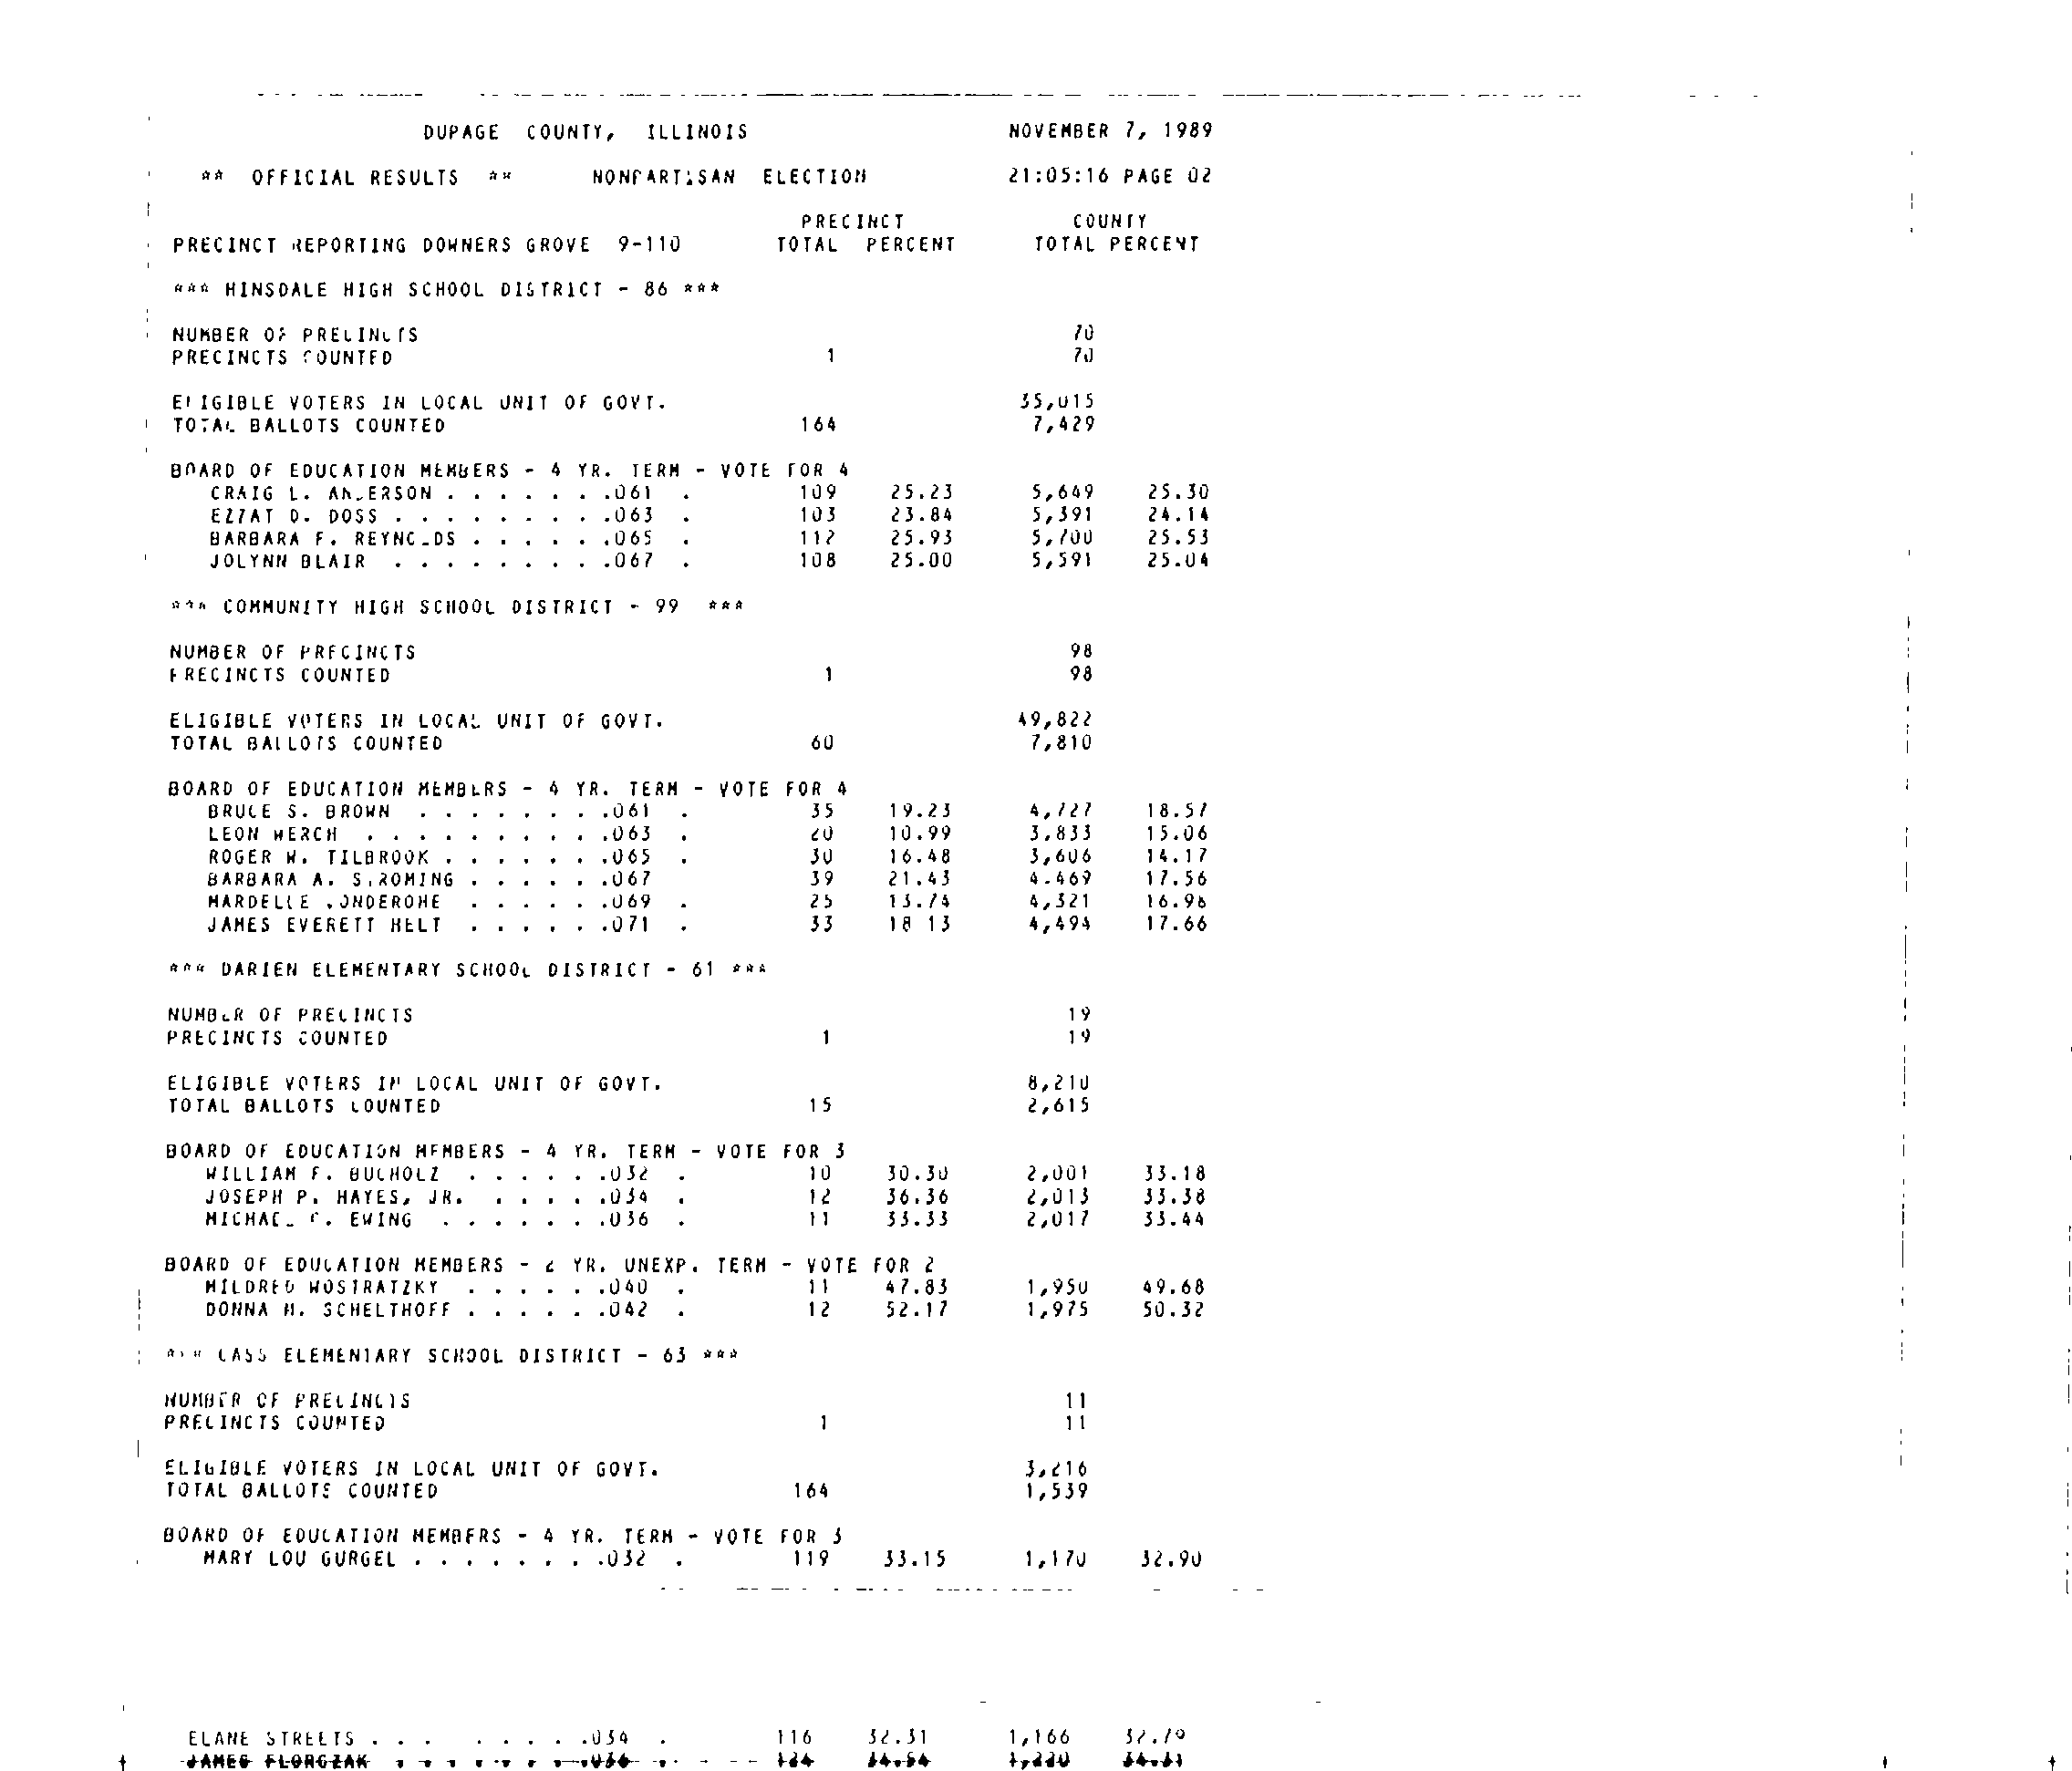 DUPAGE COUNTY, ILLINOIS NOVEMBER 7, 1989
** OFFICIAL RESULTS ** NONPARTISAN ELECTION 21:05:16 PAGE 02
PRECINCT COUNTY
PRECINCT REPORTING DOWNERS GROVE 9-110 TOTAL PERCENT TOTAL PERCENT
*** HINSDALE HIGH SCHOOL DISTRICT - 86 ***
NUMBER OF PRECINCTS 70
PRECINCTS COUNTED 1 70
ELIGIBLE VOTERS IN LOCAL UNIT OF GOVT. 35,015
TOTAL BALLOTS COUNTED 164 7,429
BOARD OF EDUCATION MEMBERS - 4 YR. TERM - VOTE FOR 4
CRAIG L. ANDERSON . . . . . . .061 . 109 25.23 5,649 25.30
EZZAT D. DOSS . . . . . . . . .063 . 103 23.84 5,391 24.14
BARBARA F. REYNOLDS . . . . . .065 . 112 25.93 5,700 25.53
JOLYNN BLAIR . . . . . . . . .067 . 108 25.00 5,591 25.04
*** COMMUNITY HIGH SCHOOL DISTRICT - 99 ***
NUMBER OF PRECINCTS 98
PRECINCTS COUNTED 1 98
ELIGIBLE VOTERS IN LOCAL UNIT OF GOVT. 49,822
TOTAL BALLOTS COUNTED 60 7,810
BOARD OF EDUCATION MEMBERS - 4 YR. TERM - VOTE FOR 4
BRUCE S. BROWN . . . . . . . .061 . 35 19.23 4,727 18.57
LEON WERCH . . . . . . . . . .063 . 20 10.99 3,833 15.06
ROGER W. TILBROOK . . . . . . .065 . 30 16.48 3,606 14.17
BARBARA A. . . . . . .067 39 21.43 4,469 17.56
MARDELLE . . . . . .069 . 25 13.74 4,321 16.98
JAMES EVERETT HELT . . . . . .071 . 33 18.13 4,494 17.66
*** DARIEN ELEMENTARY SCHOOL DISTRICT - 61 ***
NUMBER OF PRECINCTS 19
PRECINCTS COUNTED 1 19
ELIGIBLE VOTERS IN LOCAL UNIT OF GOVT. 8,210
TOTAL BALLOTS COUNTED 15 2,615
BOARD OF EDUCATION MEMBERS - 4 YR. TERM - VOTE FOR 3
WILLIAM F. BUCHOLZ . . . . . .032 . 10 30.30 2,001 33.18
JOSEPH P. HAYES, JR. . . . . .034 . 12 36.36 2,013 33.38
MICHAEL EWING . . . . . . .036 . 11 33.33 2,017 33.44
BOARD OF EDUCATION MEMBERS - 2 YR. UNEXP. TERM - VOTE FOR 2
MILDRED WOSTRATZKY . . . . . .040 . 11 47.83 1,950 49.68
DONNA M. SCHELTHOFF . . . . . .042 . 12 52.17 1,975 50.32
*** CASS ELEMENTARY SCHOOL DISTRICT - 63 ***
NUMBER OF PRECINCTS 11
PRECINCTS COUNTED 1 11
ELIGIBLE VOTERS IN LOCAL UNIT OF GOVT. 3,216
TOTAL BALLOTS COUNTED 164 1,539
BOARD OF EDUCATION MEMBERS - 4 YR. TERM - VOTE FOR 3
MARY LOU GURGEL . . . . . . . .032 . 119 33.15 1,170 32.90
ELANE STREETS . . . . . . . .034 . 116 32.31 1,166 32.79
JAMES FLORCZAK . . . . . . . .036 . 124 34.54 1,220 34.31